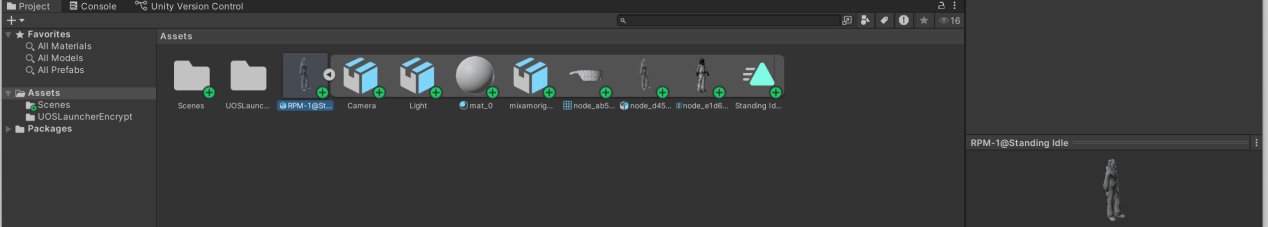 Project Console Unity Version Control
16
Favorites
All Materials
All Models
All Prefabs
Assets
Scenes
UOSLauncherEncrypt
Packages
Assets
Scenes UOSLaunc... RPM-1@St... Camera Light mat_0 mixamorig... node_ab5... node_d45... node_e1d6... Standing Id...
RPM-1@Standing Idle